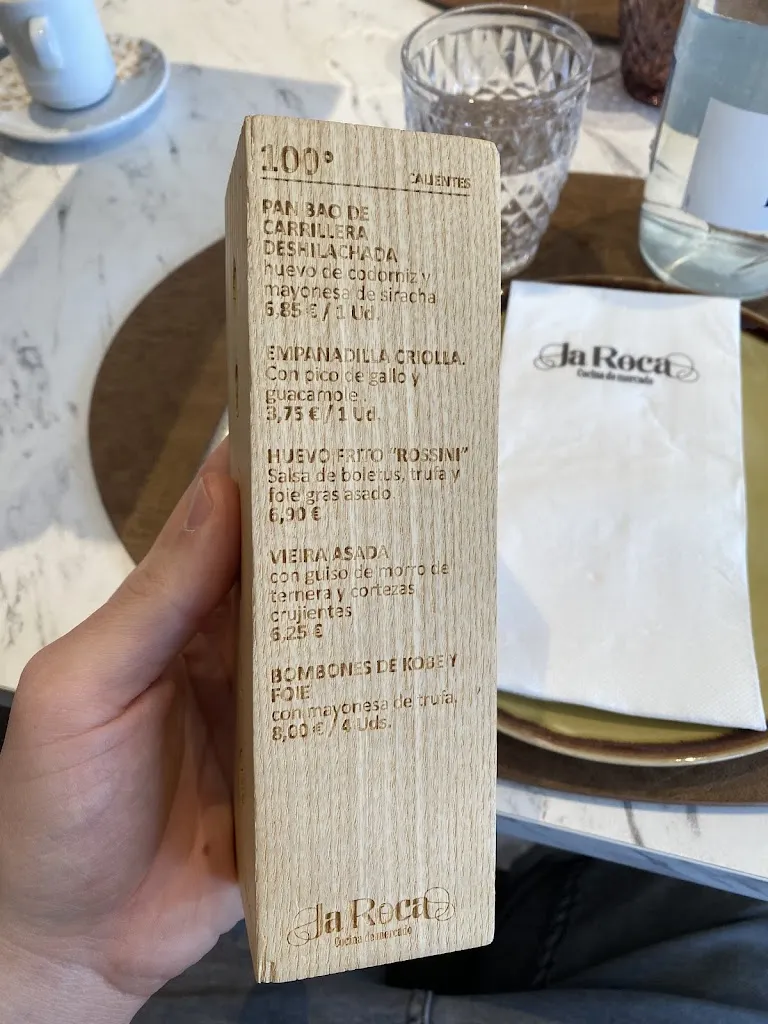 100°
CALIENTES
PAN BAO DE
CARRILLERA
DESHILACHADA
huevo de codorniz y
mayonesa de siracha
6,85 € / 1 Ud.
EMPANADILLA CRIOLLA.
Con pico de gallo y
guacamole.
3,75 € / 1 Ud.
HUEVO FRITO "ROSSINI"
Salsa de boletus, trufa y
foie gras asado.
6,90 €
VIEIRA ASADA
con guiso de morro de
ternera y cortezas
crujientes
6,25 €
BOMBONES DE KOBE Y
FOIE
con mayonesa de trufa.
8,00 € / 4 Uds.
la Roca
Cocina de mercado
la Roca
Cocina de mercado